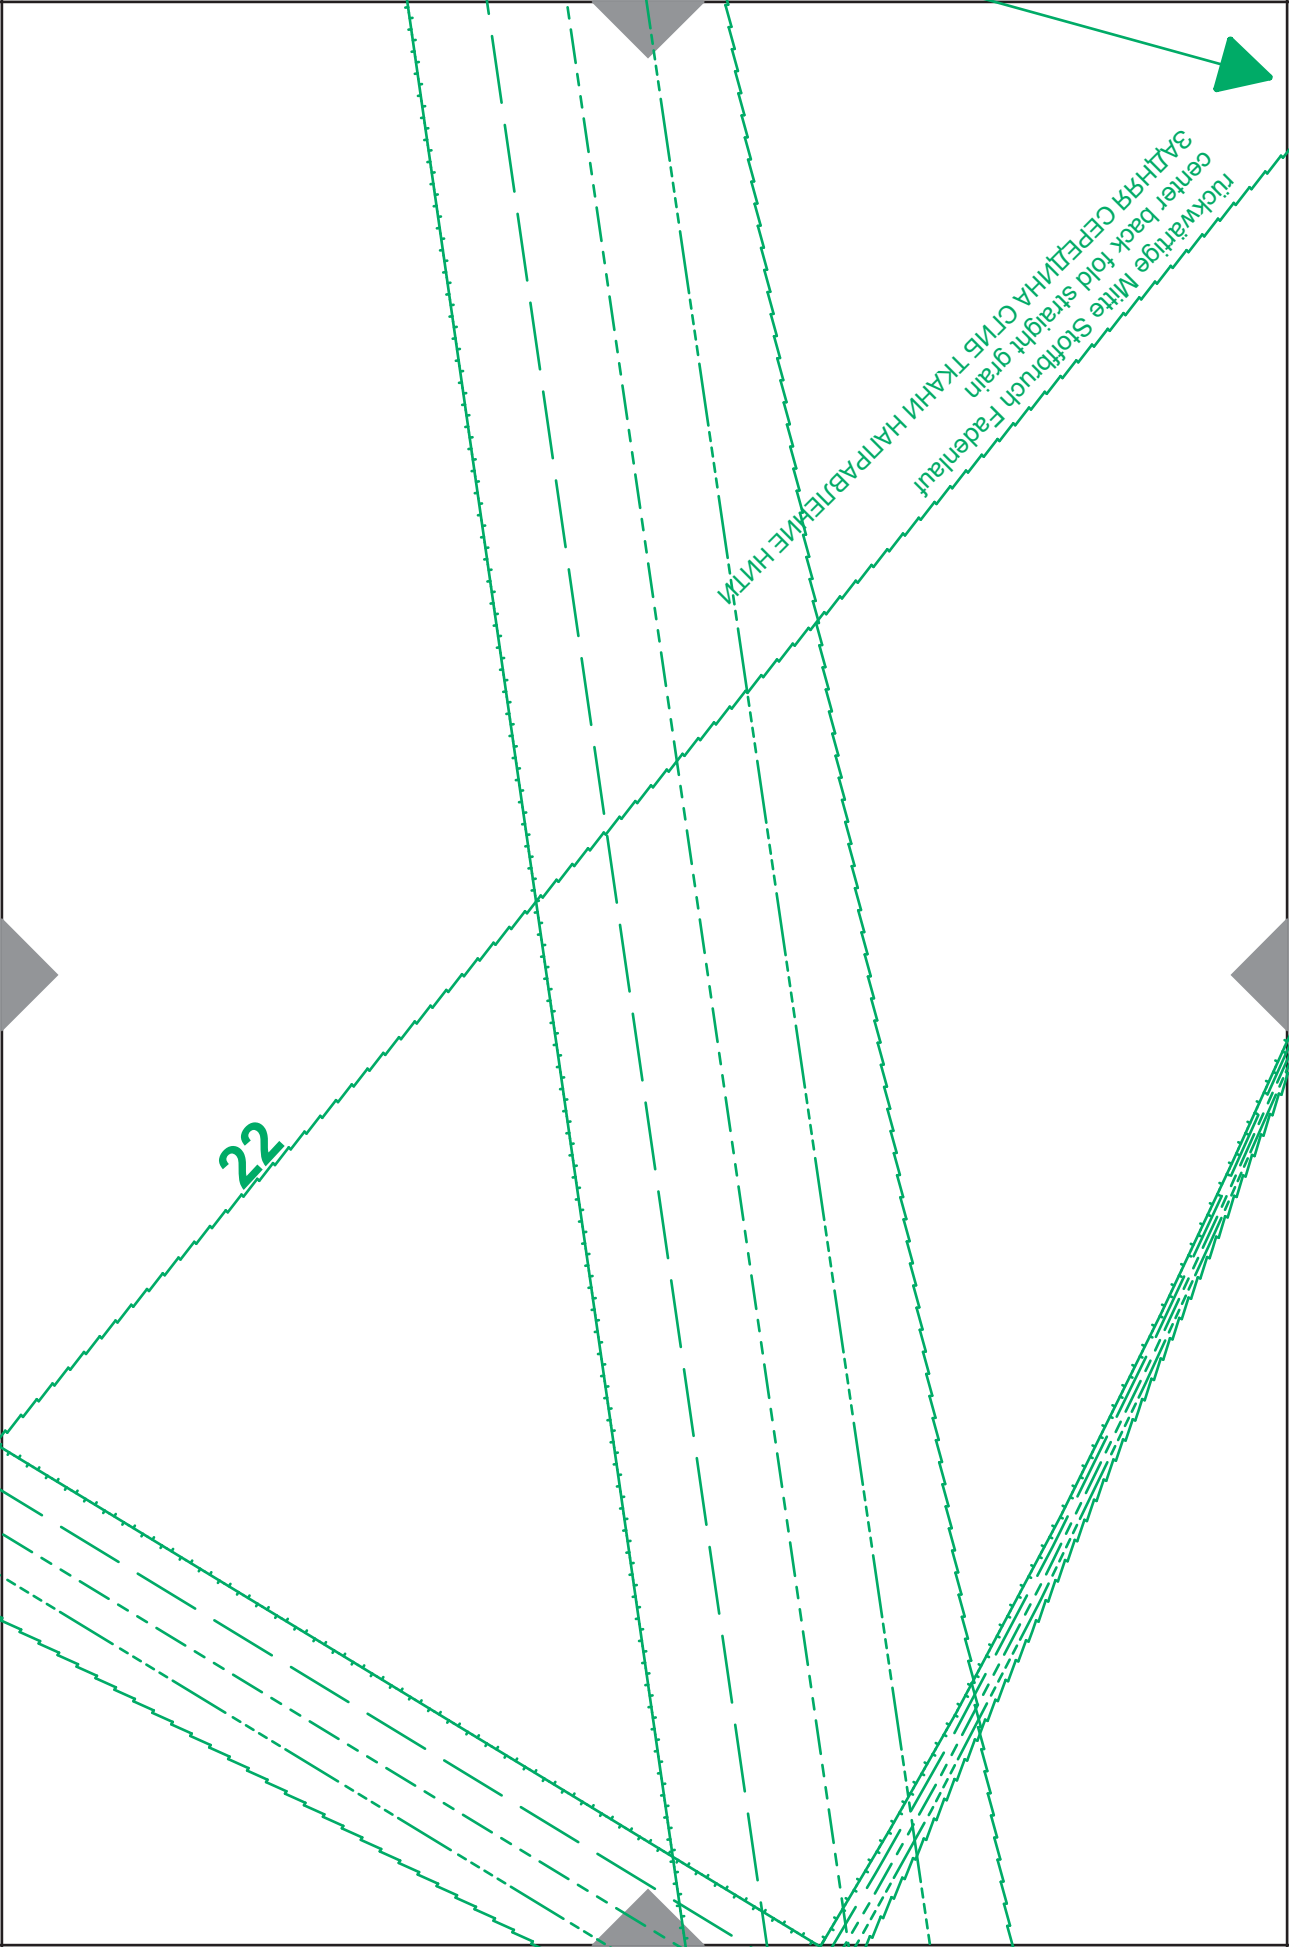 ЗАДНЯЯ СЕРЕДИНА СГИБ ТКАНИ НАПРАВЛЕНИЕ НИТИ
center back fold straight grain
rückwärtige Mitte Stoffbruch Fadenlauf
22